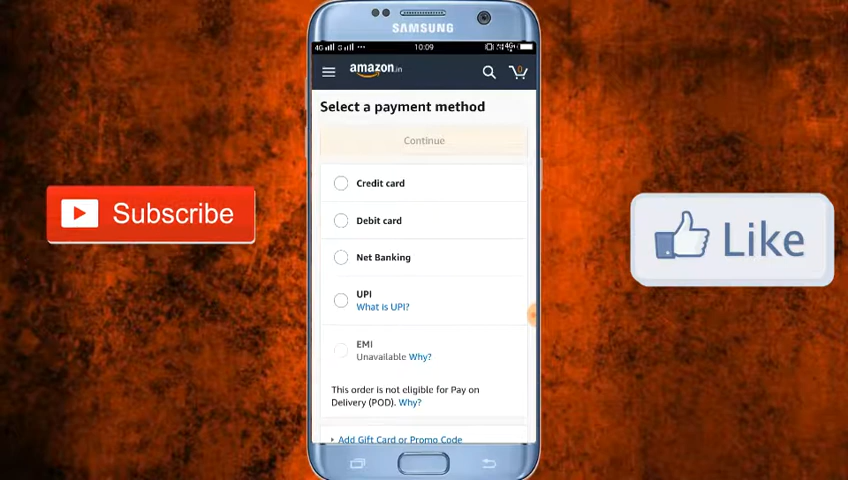 SAMSUNG
10:09
amazon.in
0
Select a payment method
Continue
Credit card
Debit card
Net Banking
UPI
What is UPI?
EMI
Unavailable Why?
This order is not eligible for Pay on
Delivery (POD). Why?
Add Gift Card or Promo Code
Subscribe
Like